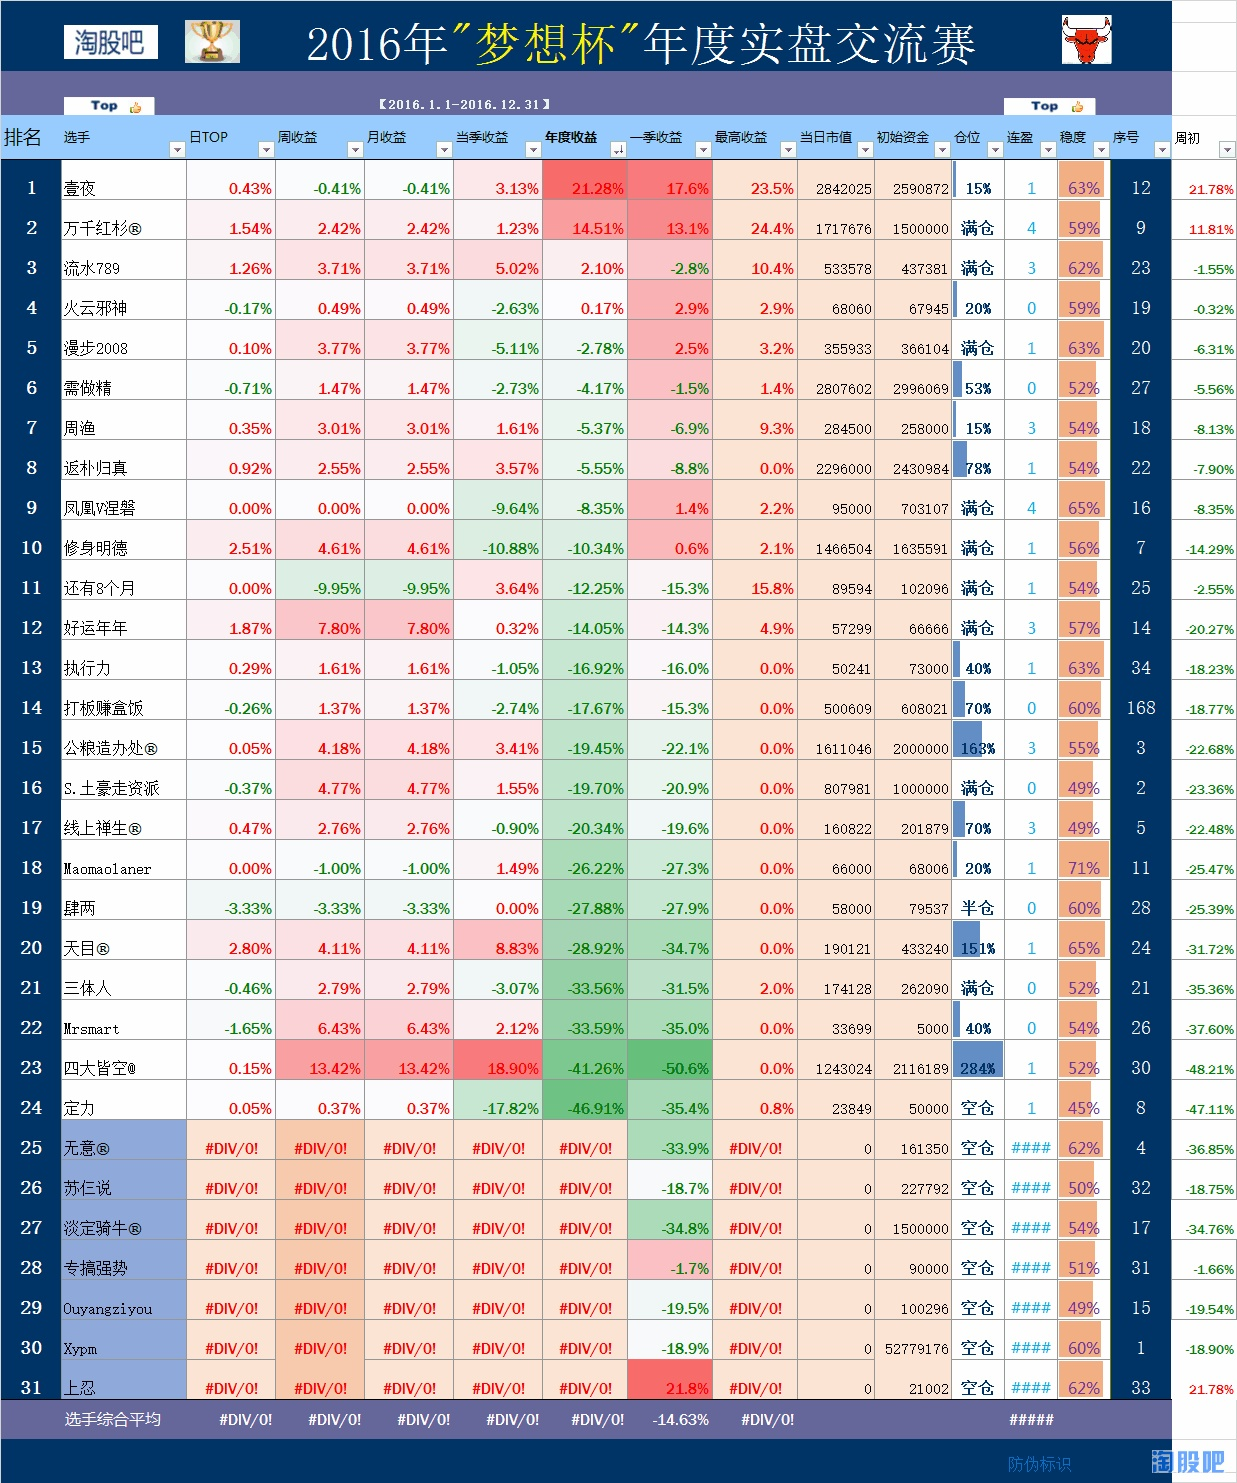 淘股吧 2016年"梦想杯"年度实盘交流赛
Top 【2016.1.1-2016.12.31】 Top
排名 选手 日TOP 周收益 月收益 当季收益 年度收益 一季收益 最高收益 当日市值 初始资金 仓位 连盈 稳度 序号 周初
1 壹夜 0.43% -0.41% -0.41% 3.13% 21.28% 17.6% 23.5% 2842025 2590872 15% 1 63% 12 21.78%
2 万千红杉® 1.54% 2.42% 2.42% 1.23% 14.51% 13.1% 24.4% 1717676 1500000 满仓 4 59% 9 11.81%
3 流水789 1.26% 3.71% 3.71% 5.02% 2.10% -2.8% 10.4% 533578 437381 满仓 3 62% 23 -1.55%
4 火云邪神 -0.17% 0.49% 0.49% -2.63% 0.17% 2.9% 2.9% 68060 67945 20% 0 59% 19 -0.32%
5 漫步2008 0.10% 3.77% 3.77% -5.11% -2.78% 2.5% 3.2% 355933 366104 满仓 1 63% 20 -6.31%
6 需做精 -0.71% 1.47% 1.47% -2.73% -4.17% -1.5% 1.4% 2807602 2996069 53% 0 52% 27 -5.56%
7 周渔 0.35% 3.01% 3.01% 1.61% -5.37% -6.9% 9.3% 284500 258000 15% 3 54% 18 -8.13%
8 返朴归真 0.92% 2.55% 2.55% 3.57% -5.55% -8.8% 0.0% 2296000 2430984 78% 1 54% 22 -7.90%
9 凤凰V涅磐 0.00% 0.00% 0.00% -9.64% -8.35% 1.4% 2.2% 95000 703107 满仓 4 65% 16 -8.35%
10 修身明德 2.51% 4.61% 4.61% -10.88% -10.34% 0.6% 2.1% 1466504 1635591 满仓 1 56% 7 -14.29%
11 还有8个月 0.00% -9.95% -9.95% 3.64% -12.25% -15.3% 15.8% 89594 102096 满仓 1 54% 25 -2.55%
12 好运年年 1.87% 7.80% 7.80% 0.32% -14.05% -14.3% 4.9% 57299 66666 满仓 3 57% 14 -20.27%
13 执行力 0.29% 1.61% 1.61% -1.05% -16.92% -16.0% 0.0% 50241 73000 40% 1 63% 34 -18.23%
14 打板赚盒饭 -0.26% 1.37% 1.37% -2.74% -17.67% -15.3% 0.0% 500609 608021 70% 0 60% 168 -18.77%
15 公粮造办处® 0.05% 4.18% 4.18% 3.41% -19.45% -22.1% 0.0% 1611046 2000000 163% 3 55% 3 -22.68%
16 S.土豪走资派 -0.37% 4.77% 4.77% 1.55% -19.70% -20.9% 0.0% 807981 1000000 满仓 0 49% 2 -23.36%
17 线上禅生® 0.47% 2.76% 2.76% -0.90% -20.34% -19.6% 0.0% 160822 201879 70% 3 49% 5 -22.48%
18 Maomaolaner 0.00% -1.00% -1.00% 1.49% -26.22% -27.3% 0.0% 66000 68006 20% 1 71% 11 -25.47%
19 肆两 -3.33% -3.33% -3.33% 0.00% -27.88% -27.9% 0.0% 58000 79537 半仓 0 60% 28 -25.39%
20 天目® 2.80% 4.11% 4.11% 8.83% -28.92% -34.7% 0.0% 190121 433240 151% 1 65% 24 -31.72%
21 三体人 -0.46% 2.79% 2.79% -3.07% -33.56% -31.5% 2.0% 174128 262090 满仓 0 52% 21 -35.36%
22 Mrsmart -1.65% 6.43% 6.43% 2.12% -33.59% -35.0% 0.0% 33699 5000 40% 0 54% 26 -37.60%
23 四大皆空@ 0.15% 13.42% 13.42% 18.90% -41.26% -50.6% 0.0% 1243024 2116189 284% 1 52% 30 -48.21%
24 定力 0.05% 0.37% 0.37% -17.82% -46.91% -35.4% 0.8% 23849 50000 空仓 1 45% 8 -47.11%
25 无意® #DIV/0! #DIV/0! #DIV/0! #DIV/0! #DIV/0! -33.9% #DIV/0! 0 161350 空仓 #### 62% 4 -36.85%
26 苏仨说 #DIV/0! #DIV/0! #DIV/0! #DIV/0! #DIV/0! -18.7% #DIV/0! 0 227792 空仓 #### 50% 32 -18.75%
27 淡定骑牛® #DIV/0! #DIV/0! #DIV/0! #DIV/0! #DIV/0! -34.8% #DIV/0! 0 1500000 空仓 #### 54% 17 -34.76%
28 专搞强势 #DIV/0! #DIV/0! #DIV/0! #DIV/0! #DIV/0! -1.7% #DIV/0! 0 90000 空仓 #### 51% 31 -1.66%
29 Ouyangziyou #DIV/0! #DIV/0! #DIV/0! #DIV/0! #DIV/0! -19.5% #DIV/0! 0 100296 空仓 #### 49% 15 -19.54%
30 Xypm #DIV/0! #DIV/0! #DIV/0! #DIV/0! #DIV/0! -18.9% #DIV/0! 0 52779176 空仓 #### 60% 1 -18.90%
31 上忍 #DIV/0! #DIV/0! #DIV/0! #DIV/0! #DIV/0! 21.8% #DIV/0! 0 21002 空仓 #### 62% 33 21.78%
选手综合平均 #DIV/0! #DIV/0! #DIV/0! #DIV/0! #DIV/0! -14.63% #DIV/0! #####
防伪标识 淘股吧